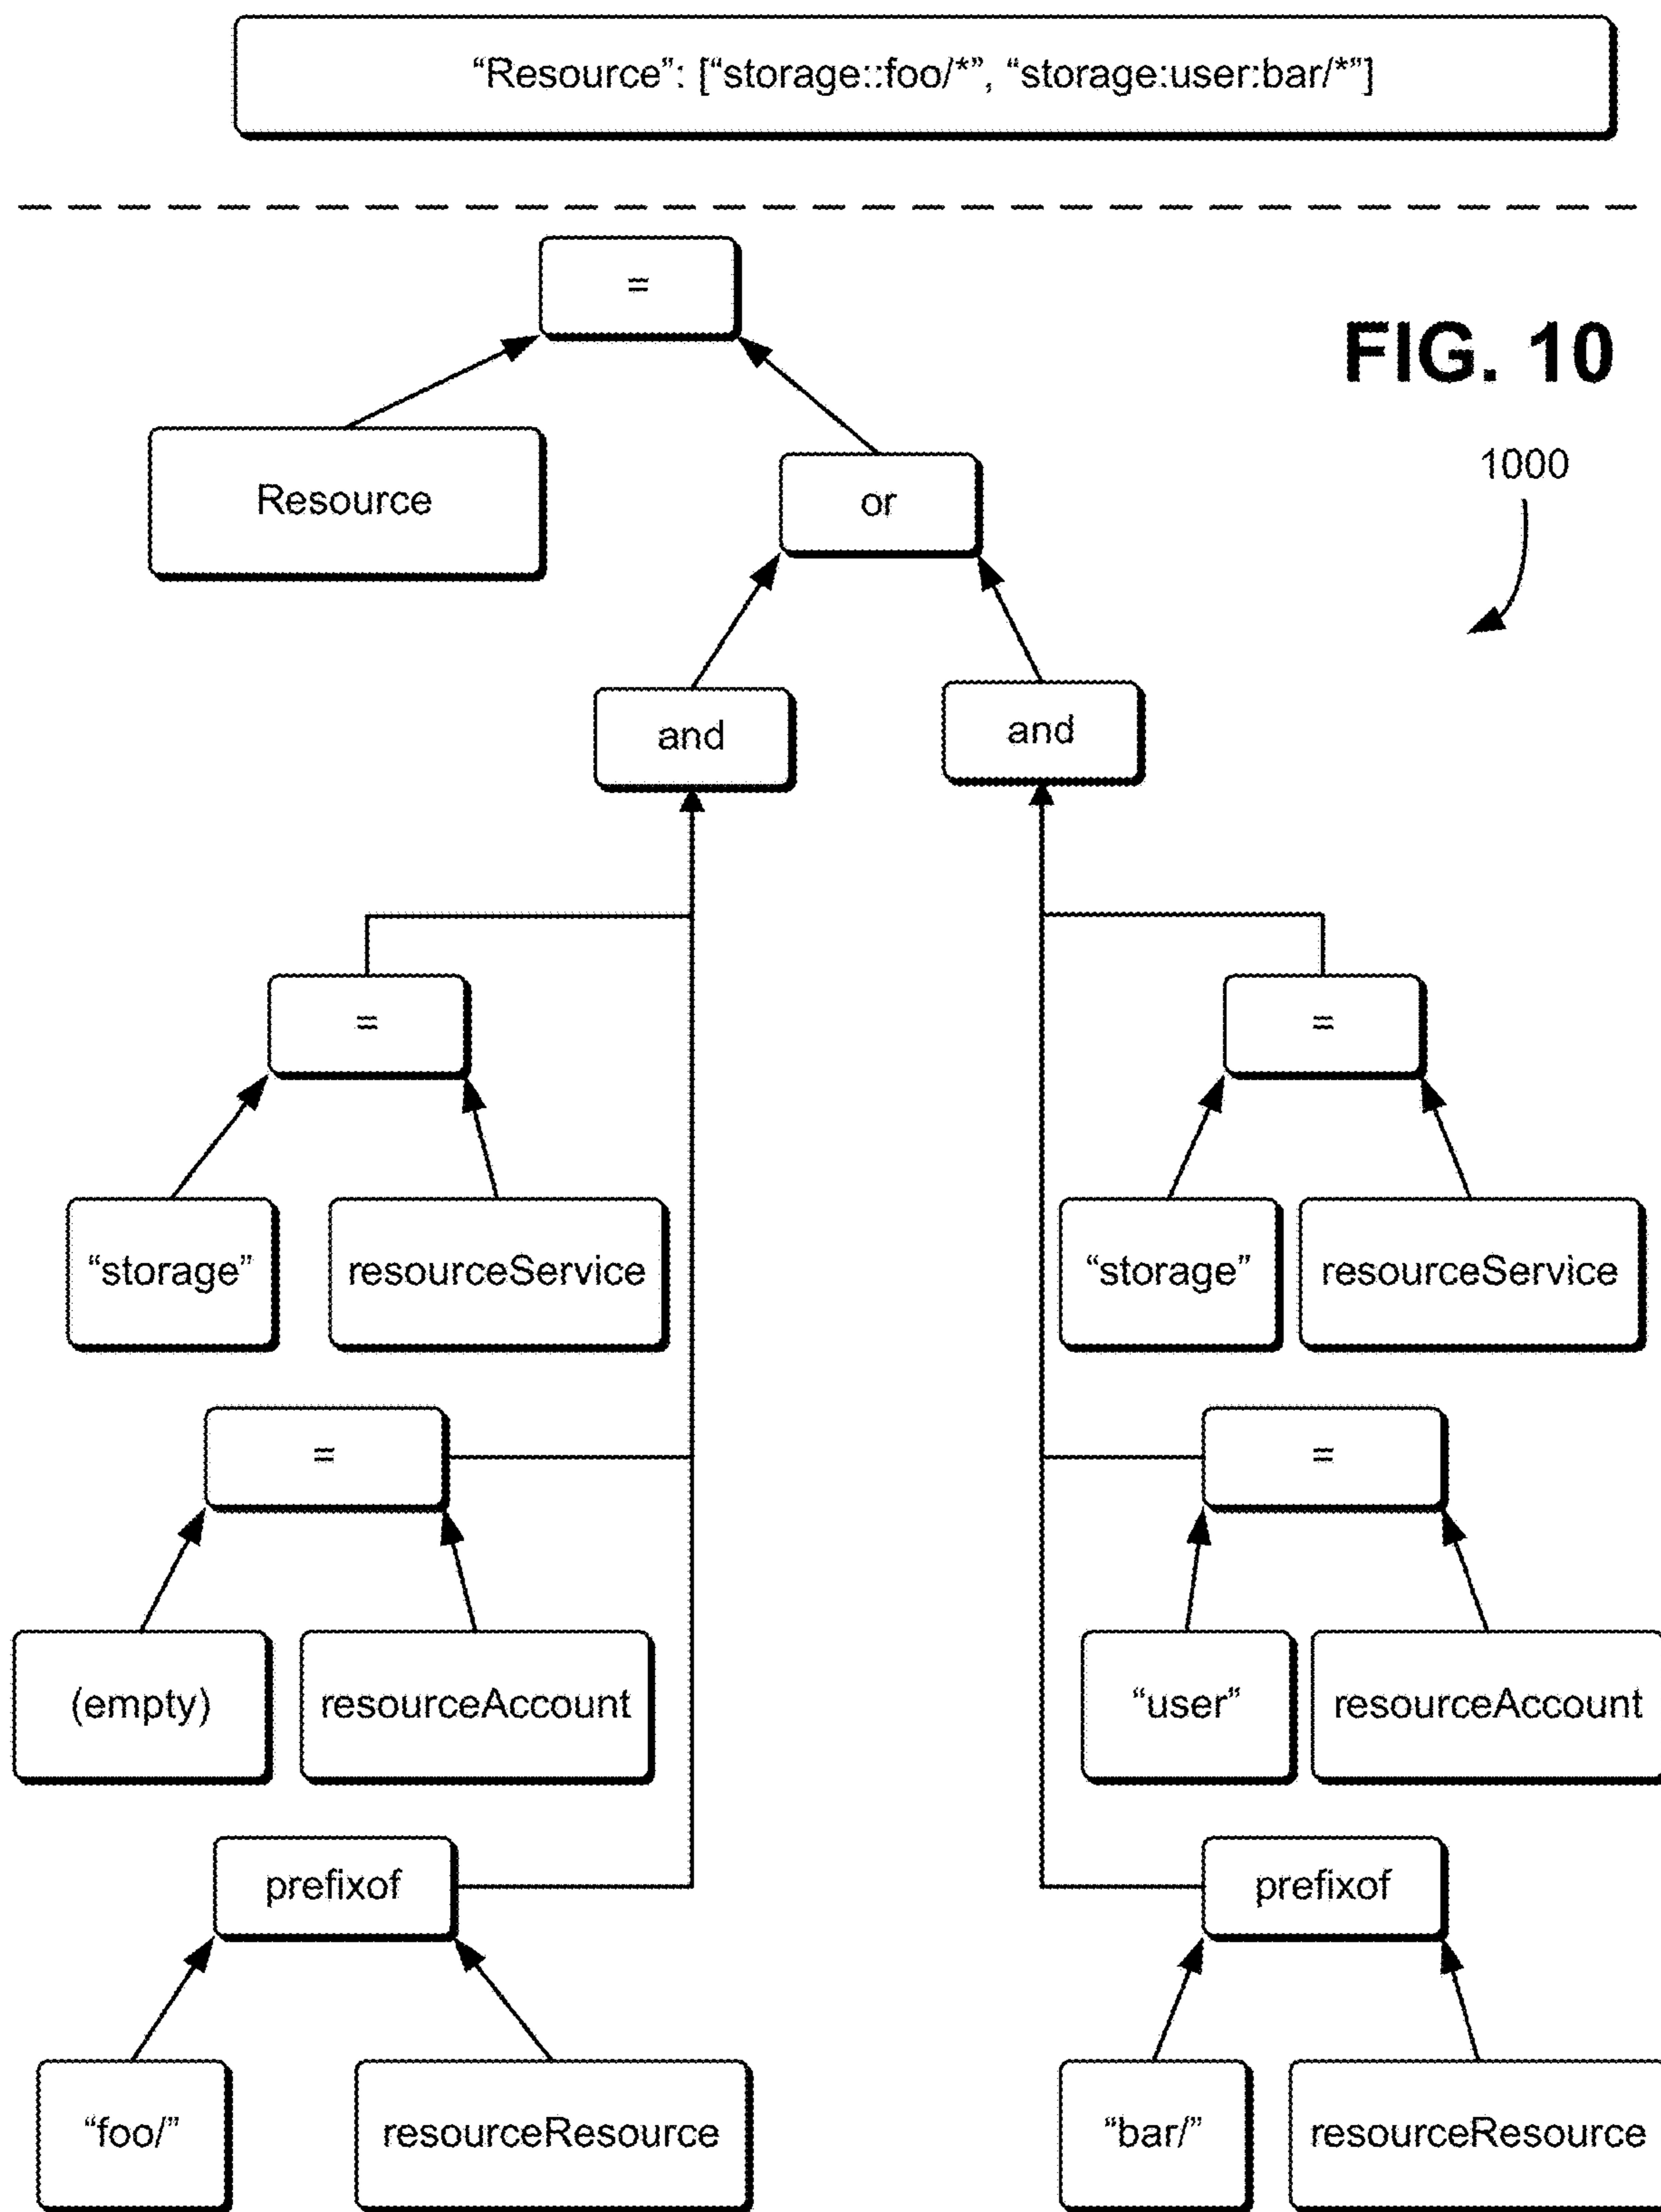 “Resource”: [“storage::foo/*”, “storage:user:bar/*”]
=
FIG. 10
Resource
or
1000
and
and
=
=
“storage”
resourceService
“storage”
resourceService
=
=
(empty)
resourceAccount
“user”
resourceAccount
prefixof
prefixof
“foo/”
resourceResource
“bar/”
resourceResource